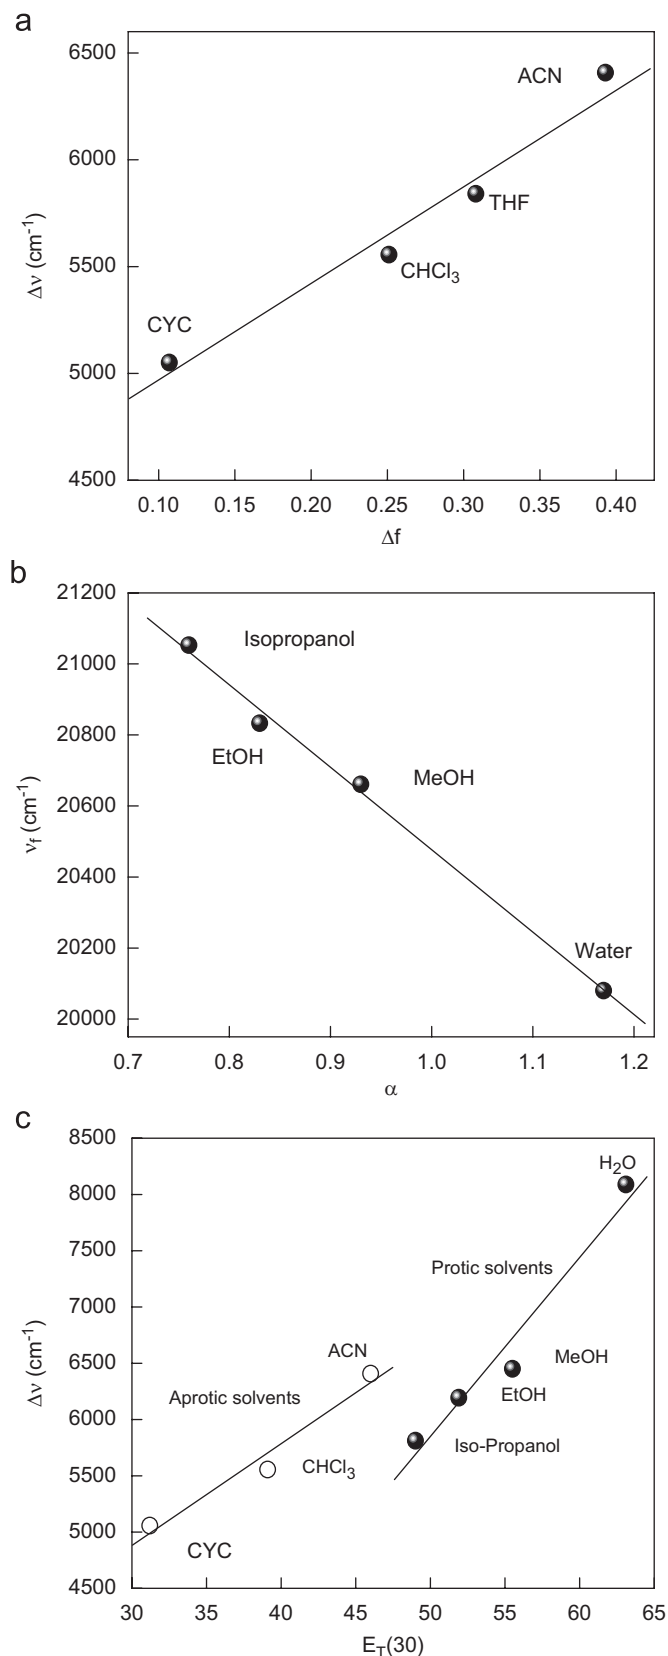 a
6500
6000
5500
5000
4500
Δν (cm⁻¹)
ACN
THF
CHCl₃
CYC
0.10 0.15 0.20 0.25 0.30 0.35 0.40
Δf
b
21200
21000
20800
20600
20400
20200
20000
ν_f (cm⁻¹)
Isopropanol
EtOH
MeOH
Water
0.7 0.8 0.9 1.0 1.1 1.2
α
c
8500
8000
7500
7000
6500
6000
5500
5000
4500
Δν (cm⁻¹)
H₂O
Protic solvents
ACN
MeOH
Aprotic solvents
EtOH
Iso-Propanol
CHCl₃
CYC
30 35 40 45 50 55 60 65
E_T(30)